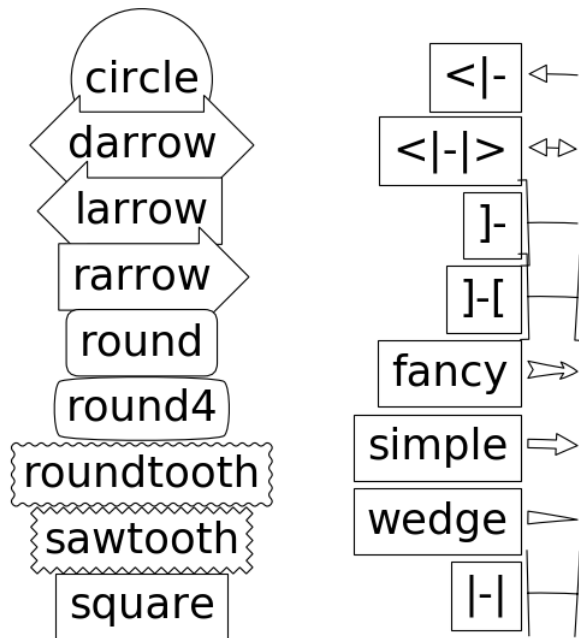 circle
darrow
larrow
rarrow
round
round4
roundtooth
sawtooth
square
<|-
<|-|>
]-
]-[
fancy
simple
wedge
|-|